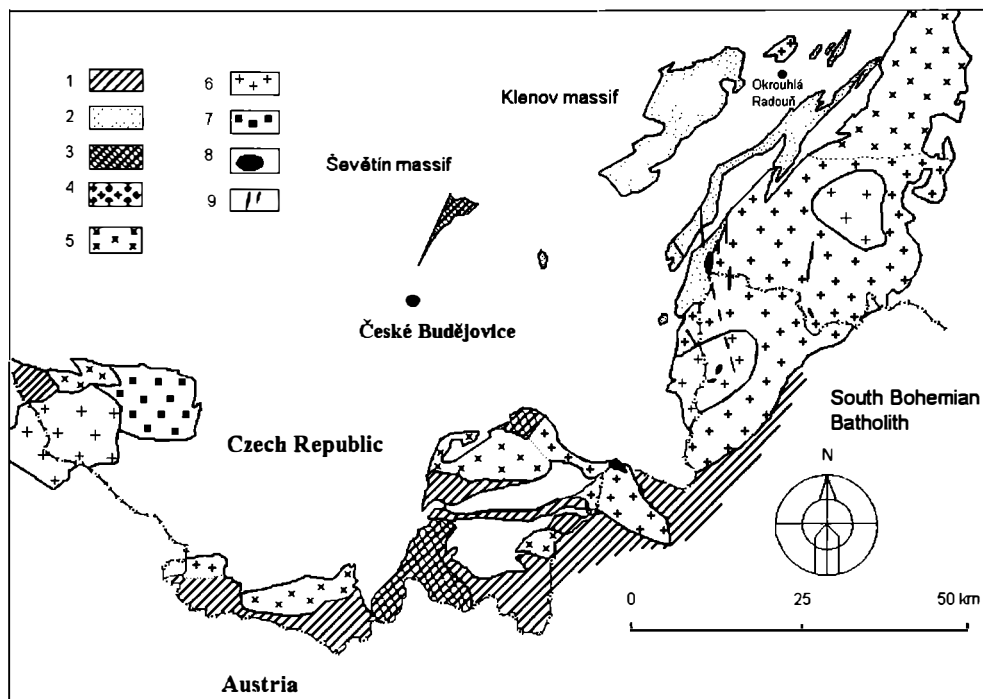 1
2
3
4
5
6
7
8
9
Klenov massif
Okrouhlá
Radouň
Ševětín massif
České Budějovice
Czech Republic
South Bohemian
Batholith
N
0 25 50 km
Austria